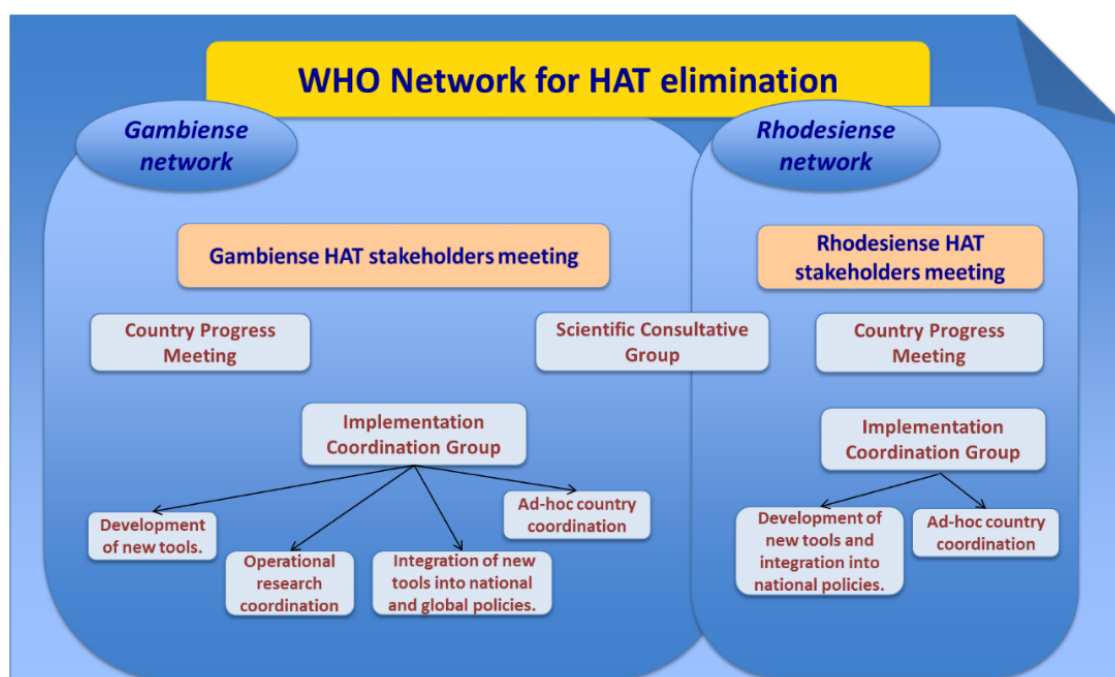 WHO Network for HAT elimination
Gambiense
network
Rhodesiense
network
Gambiense HAT stakeholders meeting
Rhodesiense HAT
stakeholders meeting
Country Progress
Meeting
Scientific Consultative
Group
Country Progress
Meeting
Implementation
Coordination Group
Implementation
Coordination Group
Development
of new tools.
Operational
research
coordination
Integration of new
tools into national
and global policies.
Ad-hoc country
coordination
Development of
new tools and
integration into
national policies.
Ad-hoc country
coordination